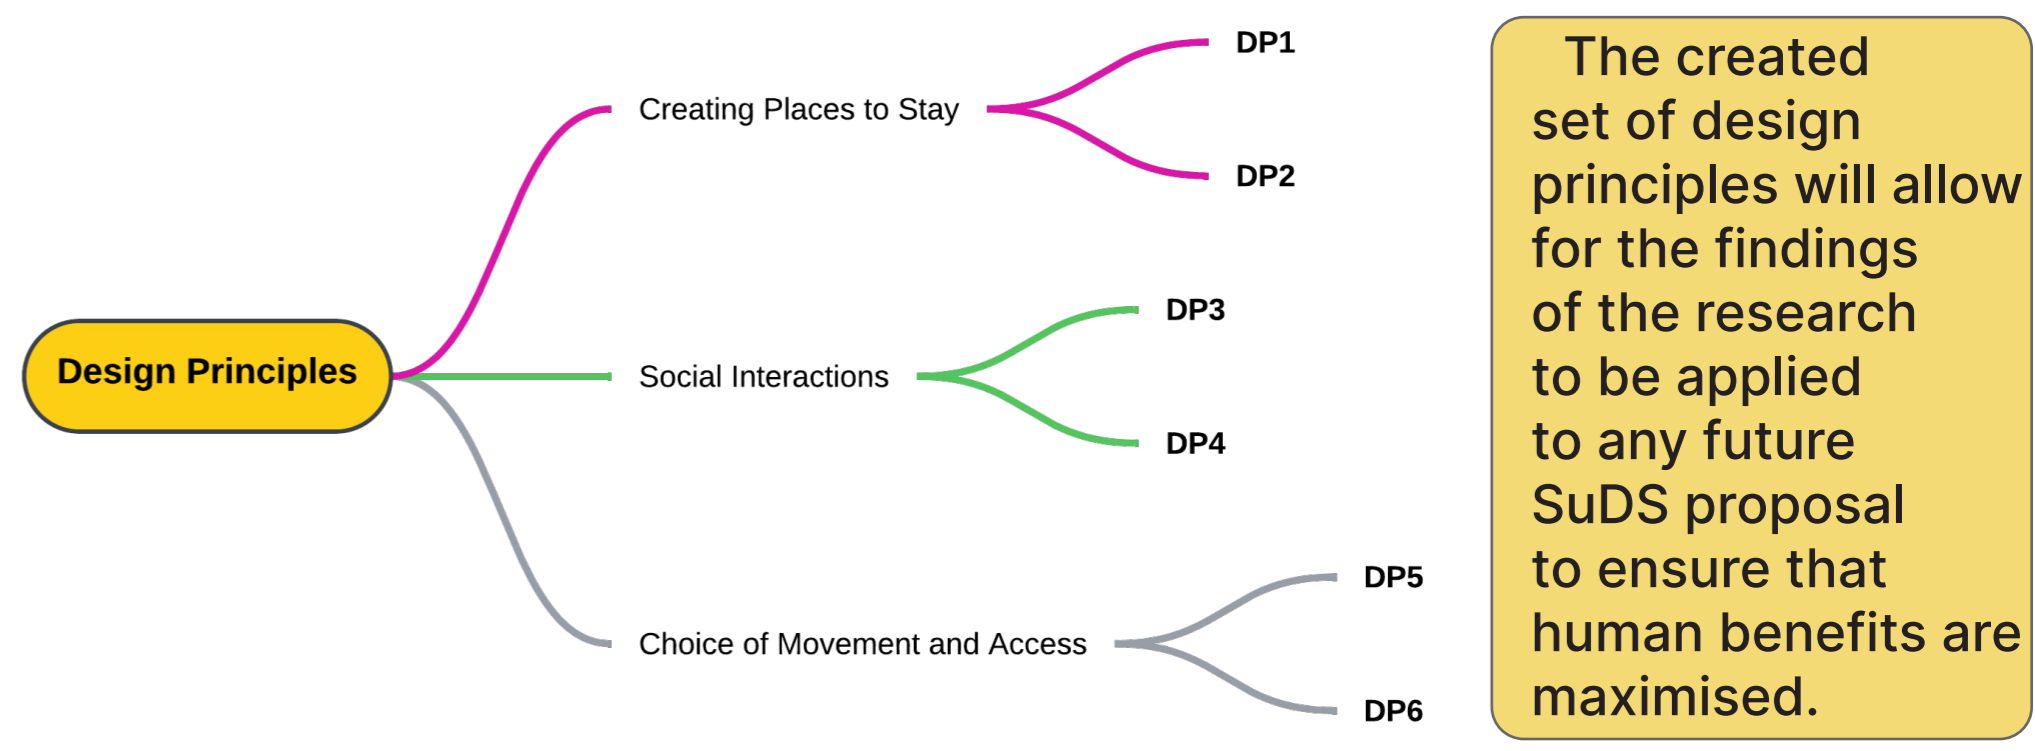 Design Principles
Creating Places to Stay
DP1
DP2
Social Interactions
DP3
DP4
Choice of Movement and Access
DP5
DP6
The created
set of design
principles will allow
for the findings
of the research
to be applied
to any future
SuDS proposal
to ensure that
human benefits are
maximised.